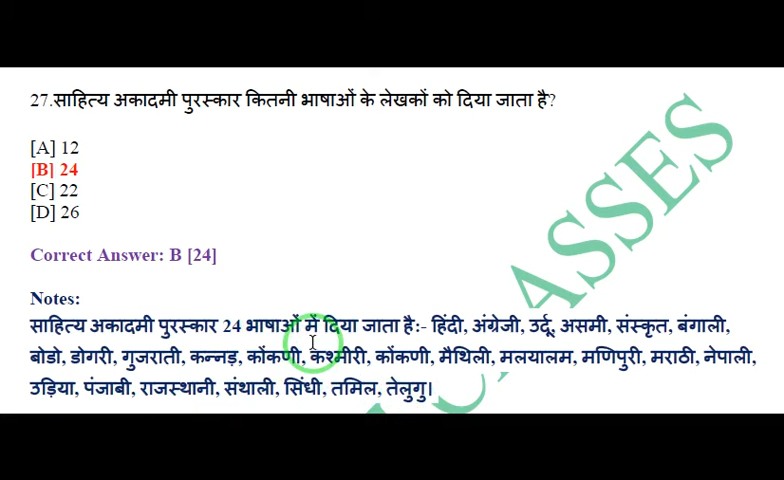 27.साहित्य अकादमी पुरस्कार कितनी भाषाओं के लेखकों को दिया जाता है?
[A] 12
[B] 24
[C] 22
[D] 26
Correct Answer: B [24]
Notes:
साहित्य अकादमी पुरस्कार 24 भाषाओं में दिया जाता है:- हिंदी, अंग्रेजी, उर्दू, असमी, संस्कृत, बंगाली,
बोडो, डोगरी, गुजराती, कन्नड़, कोंकणी, कश्मीरी, कोंकणी, मैथिली, मलयालम, मणिपुरी, मराठी, नेपाली,
उड़िया, पंजाबी, राजस्थानी, संथाली, सिंधी, तमिल, तेलुगु।
ASSES